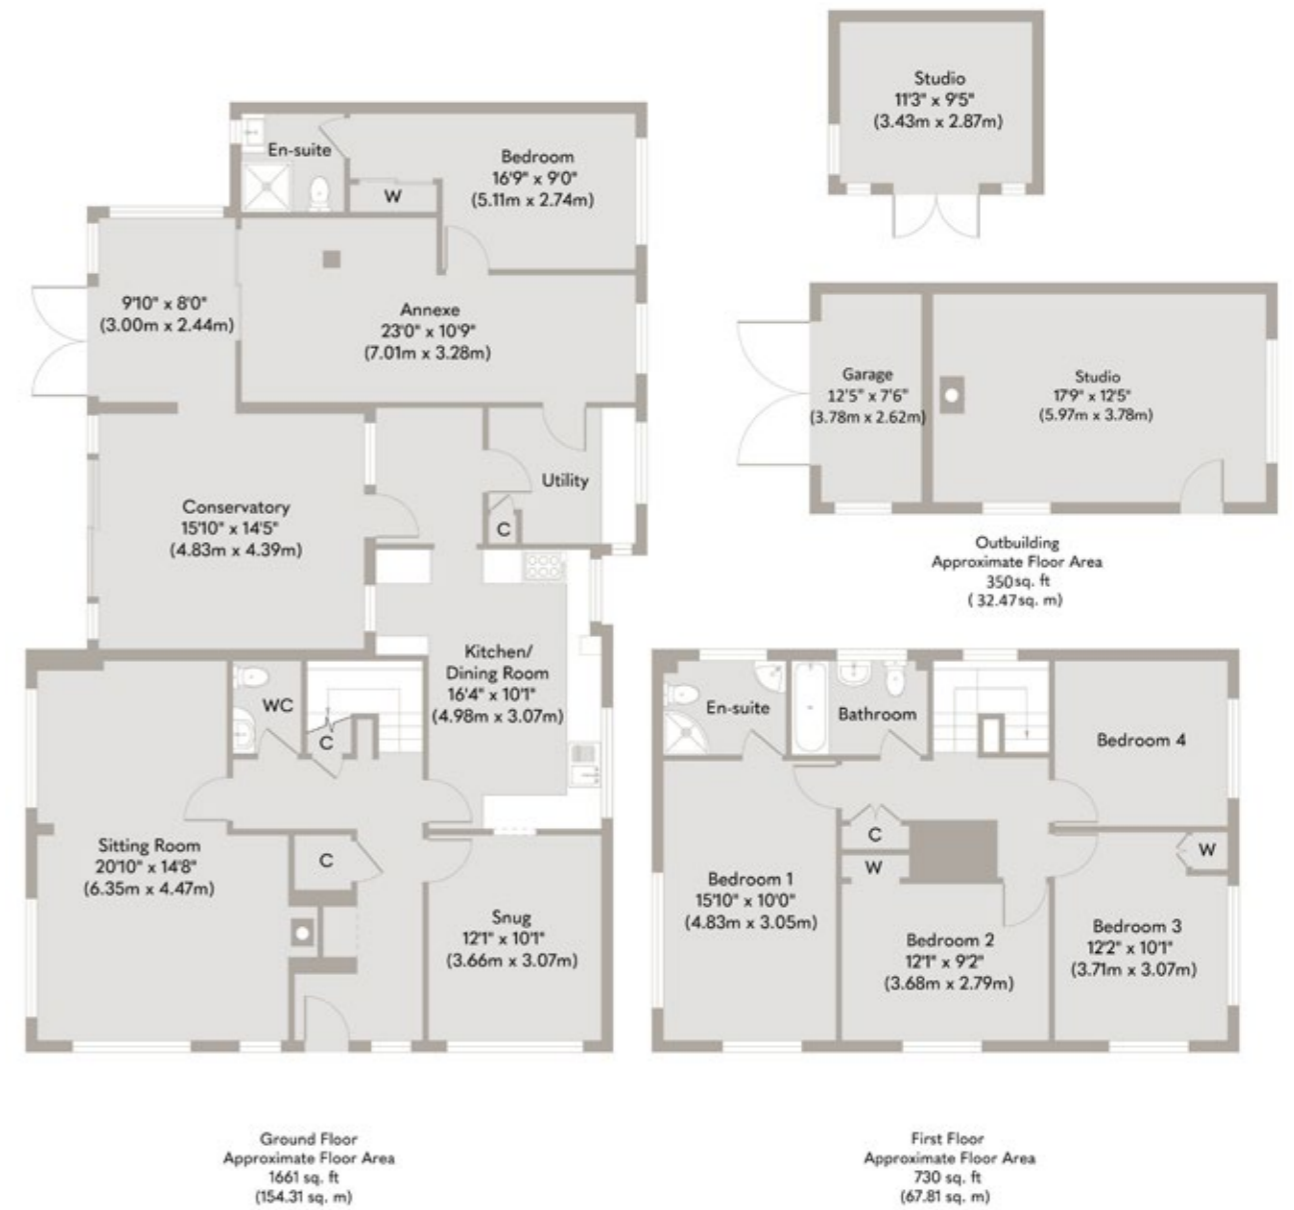 Studio
11'3" x 9'5"
(3.43m x 2.87m)
En-suite
Bedroom
16'9" x 9'0"
(5.11m x 2.74m)
W
9'10" x 8'0"
(3.00m x 2.44m)
Annexe
23'0" x 10'9"
(7.01m x 3.28m)
Garage
12'5" x 7'6"
(3.78m x 2.62m)
Studio
17'9" x 12'5"
(5.97m x 3.78m)
Utility
C
Conservatory
15'10" x 14'5"
(4.83m x 4.39m)
Outbuilding
Approximate Floor Area
350sq. ft
( 32.47sq. m)
Kitchen/
Dining Room
16'4" x 10'1"
(4.98m x 3.07m)
WC
C
Sitting Room
20'10" x 14'8"
(6.35m x 4.47m)
C
Snug
12'1" x 10'1"
(3.66m x 3.07m)
En-suite
Bathroom
Bedroom 4
C
W
W
Bedroom 1
15'10" x 10'0"
(4.83m x 3.05m)
Bedroom 2
12'1" x 9'2"
(3.68m x 2.79m)
Bedroom 3
12'2" x 10'1"
(3.71m x 3.07m)
Ground Floor
Approximate Floor Area
1661 sq. ft
(154.31 sq. m)
First Floor
Approximate Floor Area
730 sq. ft
(67.81 sq. m)